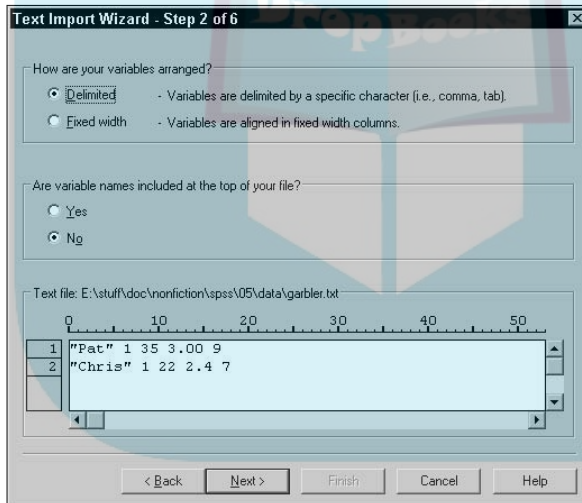 Text Import Wizard - Step 2 of 6
DropBooks
How are your variables arranged?
Delimited - Variables are delimited by a specific character (i.e., comma, tab).
Fixed width - Variables are aligned in fixed width columns.
Are variable names included at the top of your file?
Yes
No
Text file: E:\stuff\doc\nonfiction\spss\05\data\garbler.txt
0 10 20 30 40 50
1 "Pat" 1 35 3.00 9
2 "Chris" 1 22 2.4 7
< Back Next > Finish Cancel Help